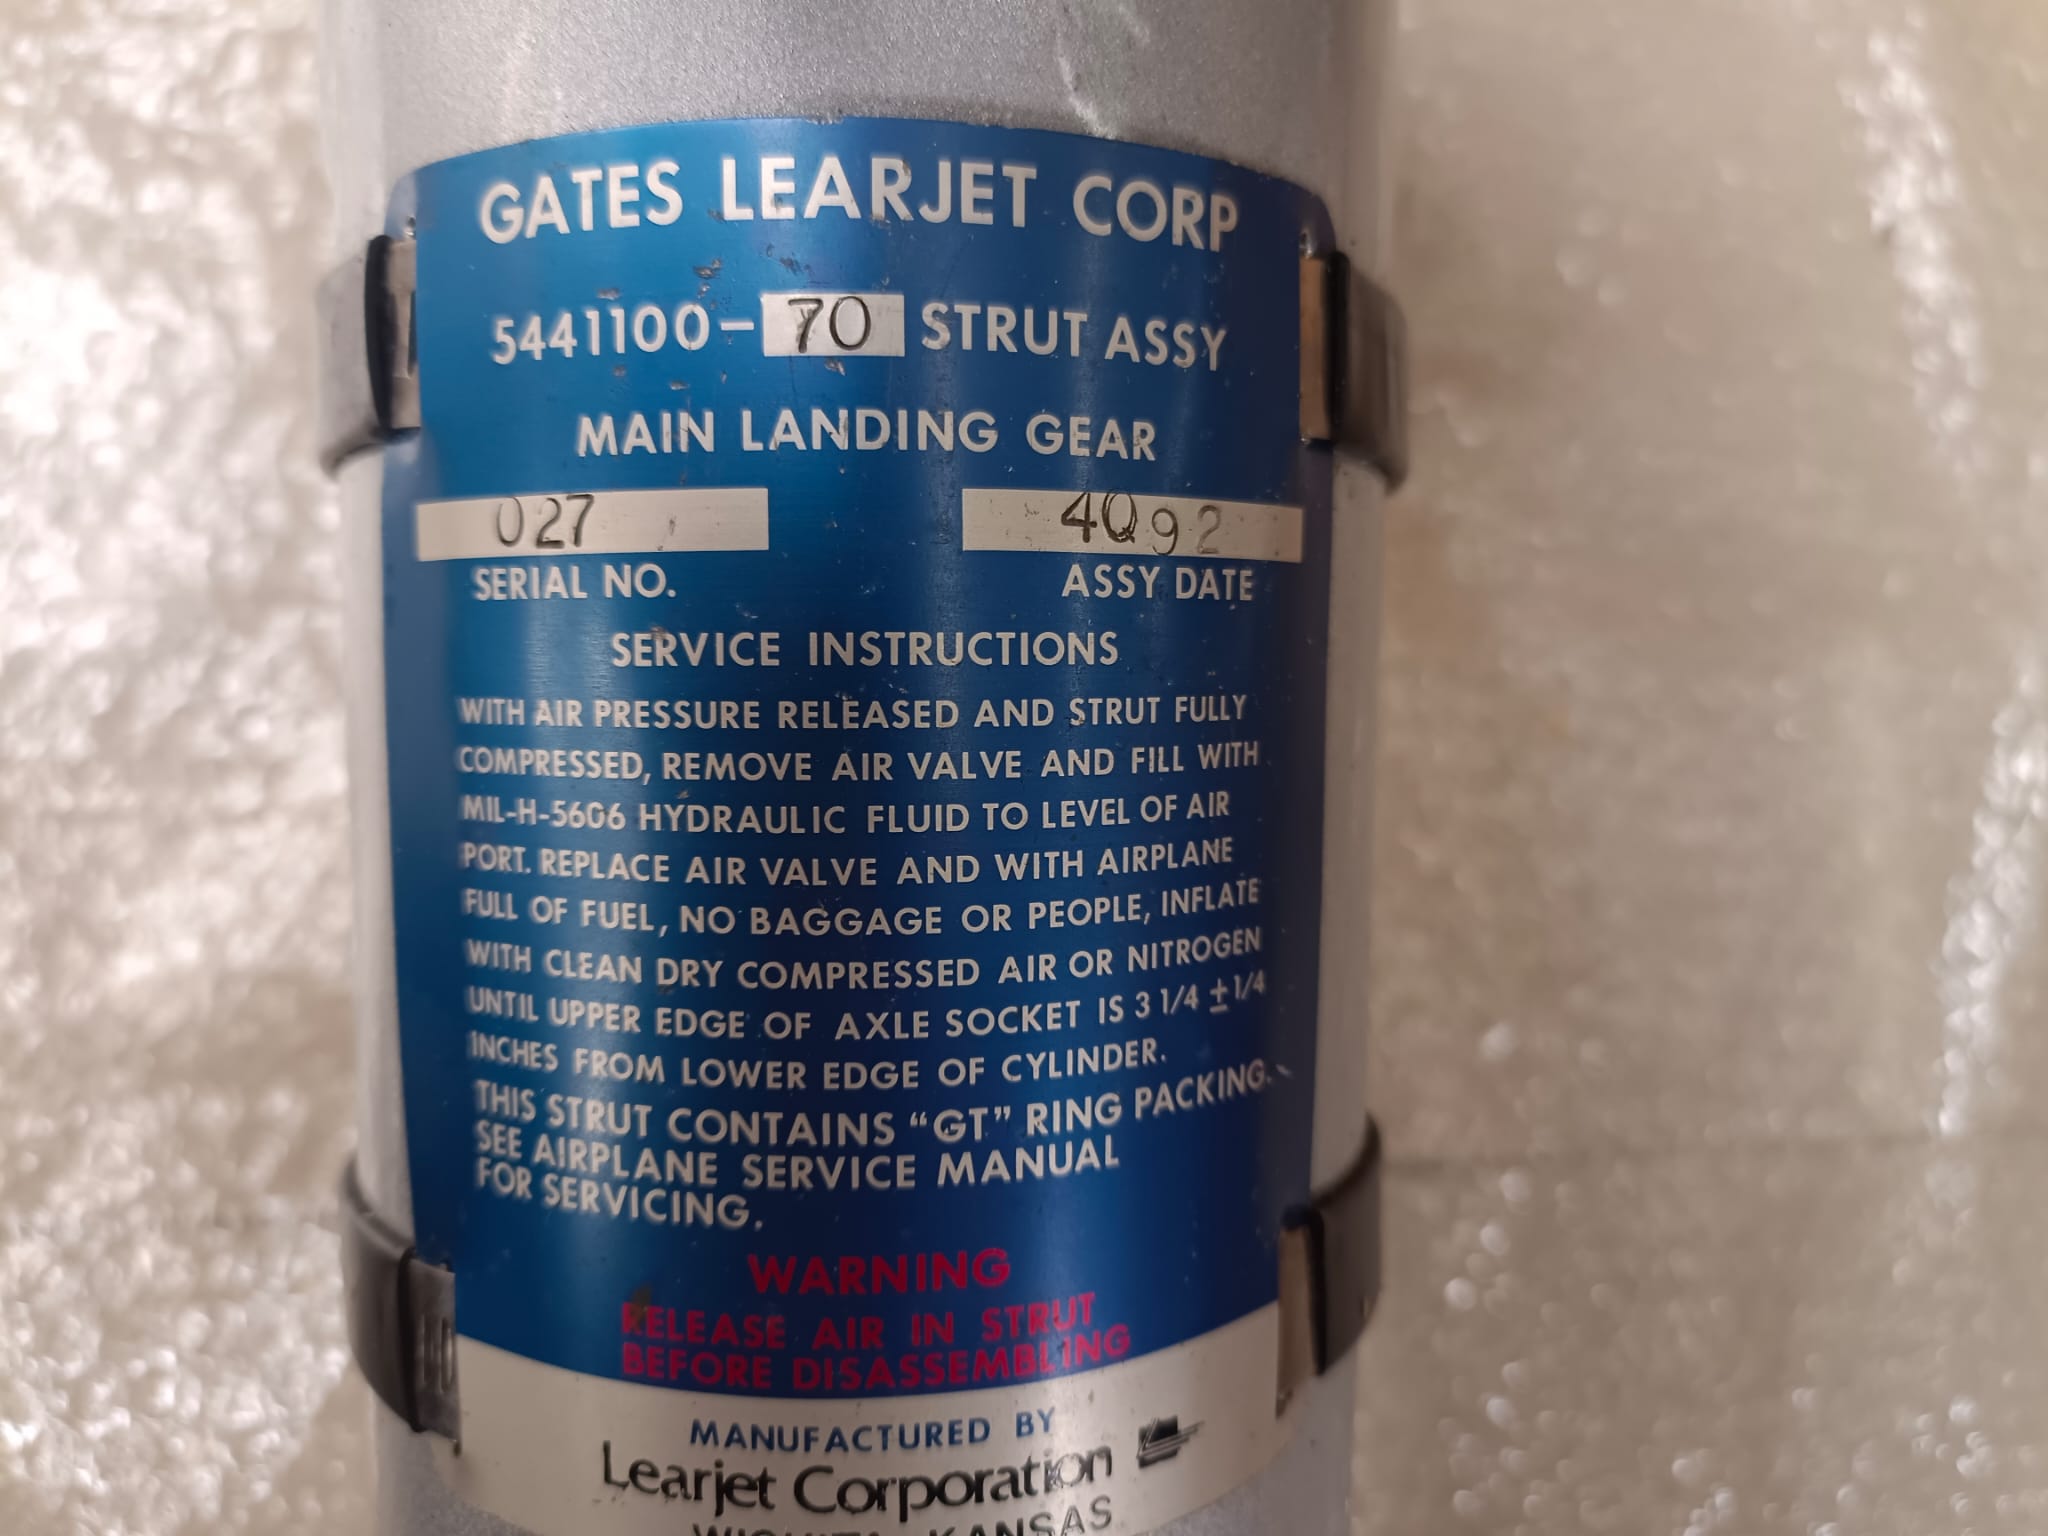 GATES LEARJET CORP
5441100-70 STRUT ASSY
MAIN LANDING GEAR
027 4Q92
SERIAL NO. ASSY DATE
SERVICE INSTRUCTIONS
WITH AIR PRESSURE RELEASED AND STRUT FULLY
COMPRESSED, REMOVE AIR VALVE AND FILL WITH
MIL-H-5606 HYDRAULIC FLUID TO LEVEL OF AIR
PORT. REPLACE AIR VALVE AND WITH AIRPLANE
FULL OF FUEL, NO BAGGAGE OR PEOPLE, INFLATE
WITH CLEAN DRY COMPRESSED AIR OR NITROGEN
UNTIL UPPER EDGE OF AXLE SOCKET IS 3 1/4 ± 1/4
INCHES FROM LOWER EDGE OF CYLINDER.
THIS STRUT CONTAINS "GT" RING PACKING.
SEE AIRPLANE SERVICE MANUAL
FOR SERVICING.
WARNING
RELEASE AIR IN STRUT
BEFORE DISASSEMBLING
MANUFACTURED BY
Learjet Corporation
WICHITA, KANSAS